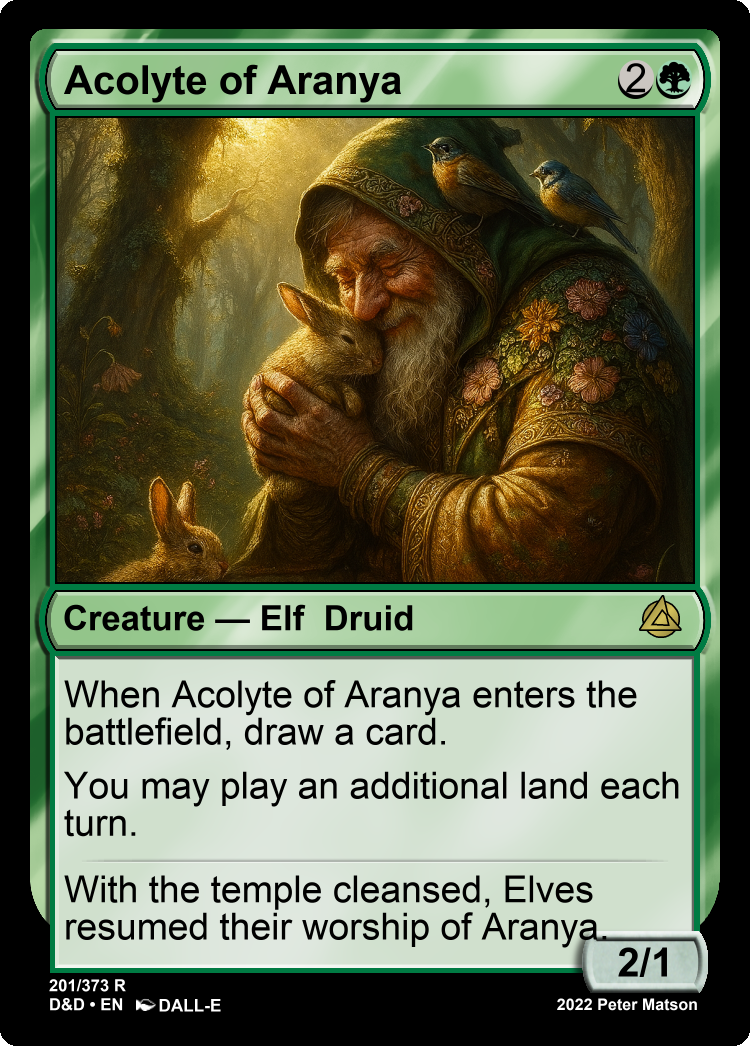 Acolyte of Aranya 2
Creature — Elf  Druid
When Acolyte of Aranya enters the
battlefield, draw a card.
You may play an additional land each
turn.
With the temple cleansed, Elves
resumed their worship of Aranya.
2/1
201/373 R
D&D • EN DALL-E
2022 Peter Matson